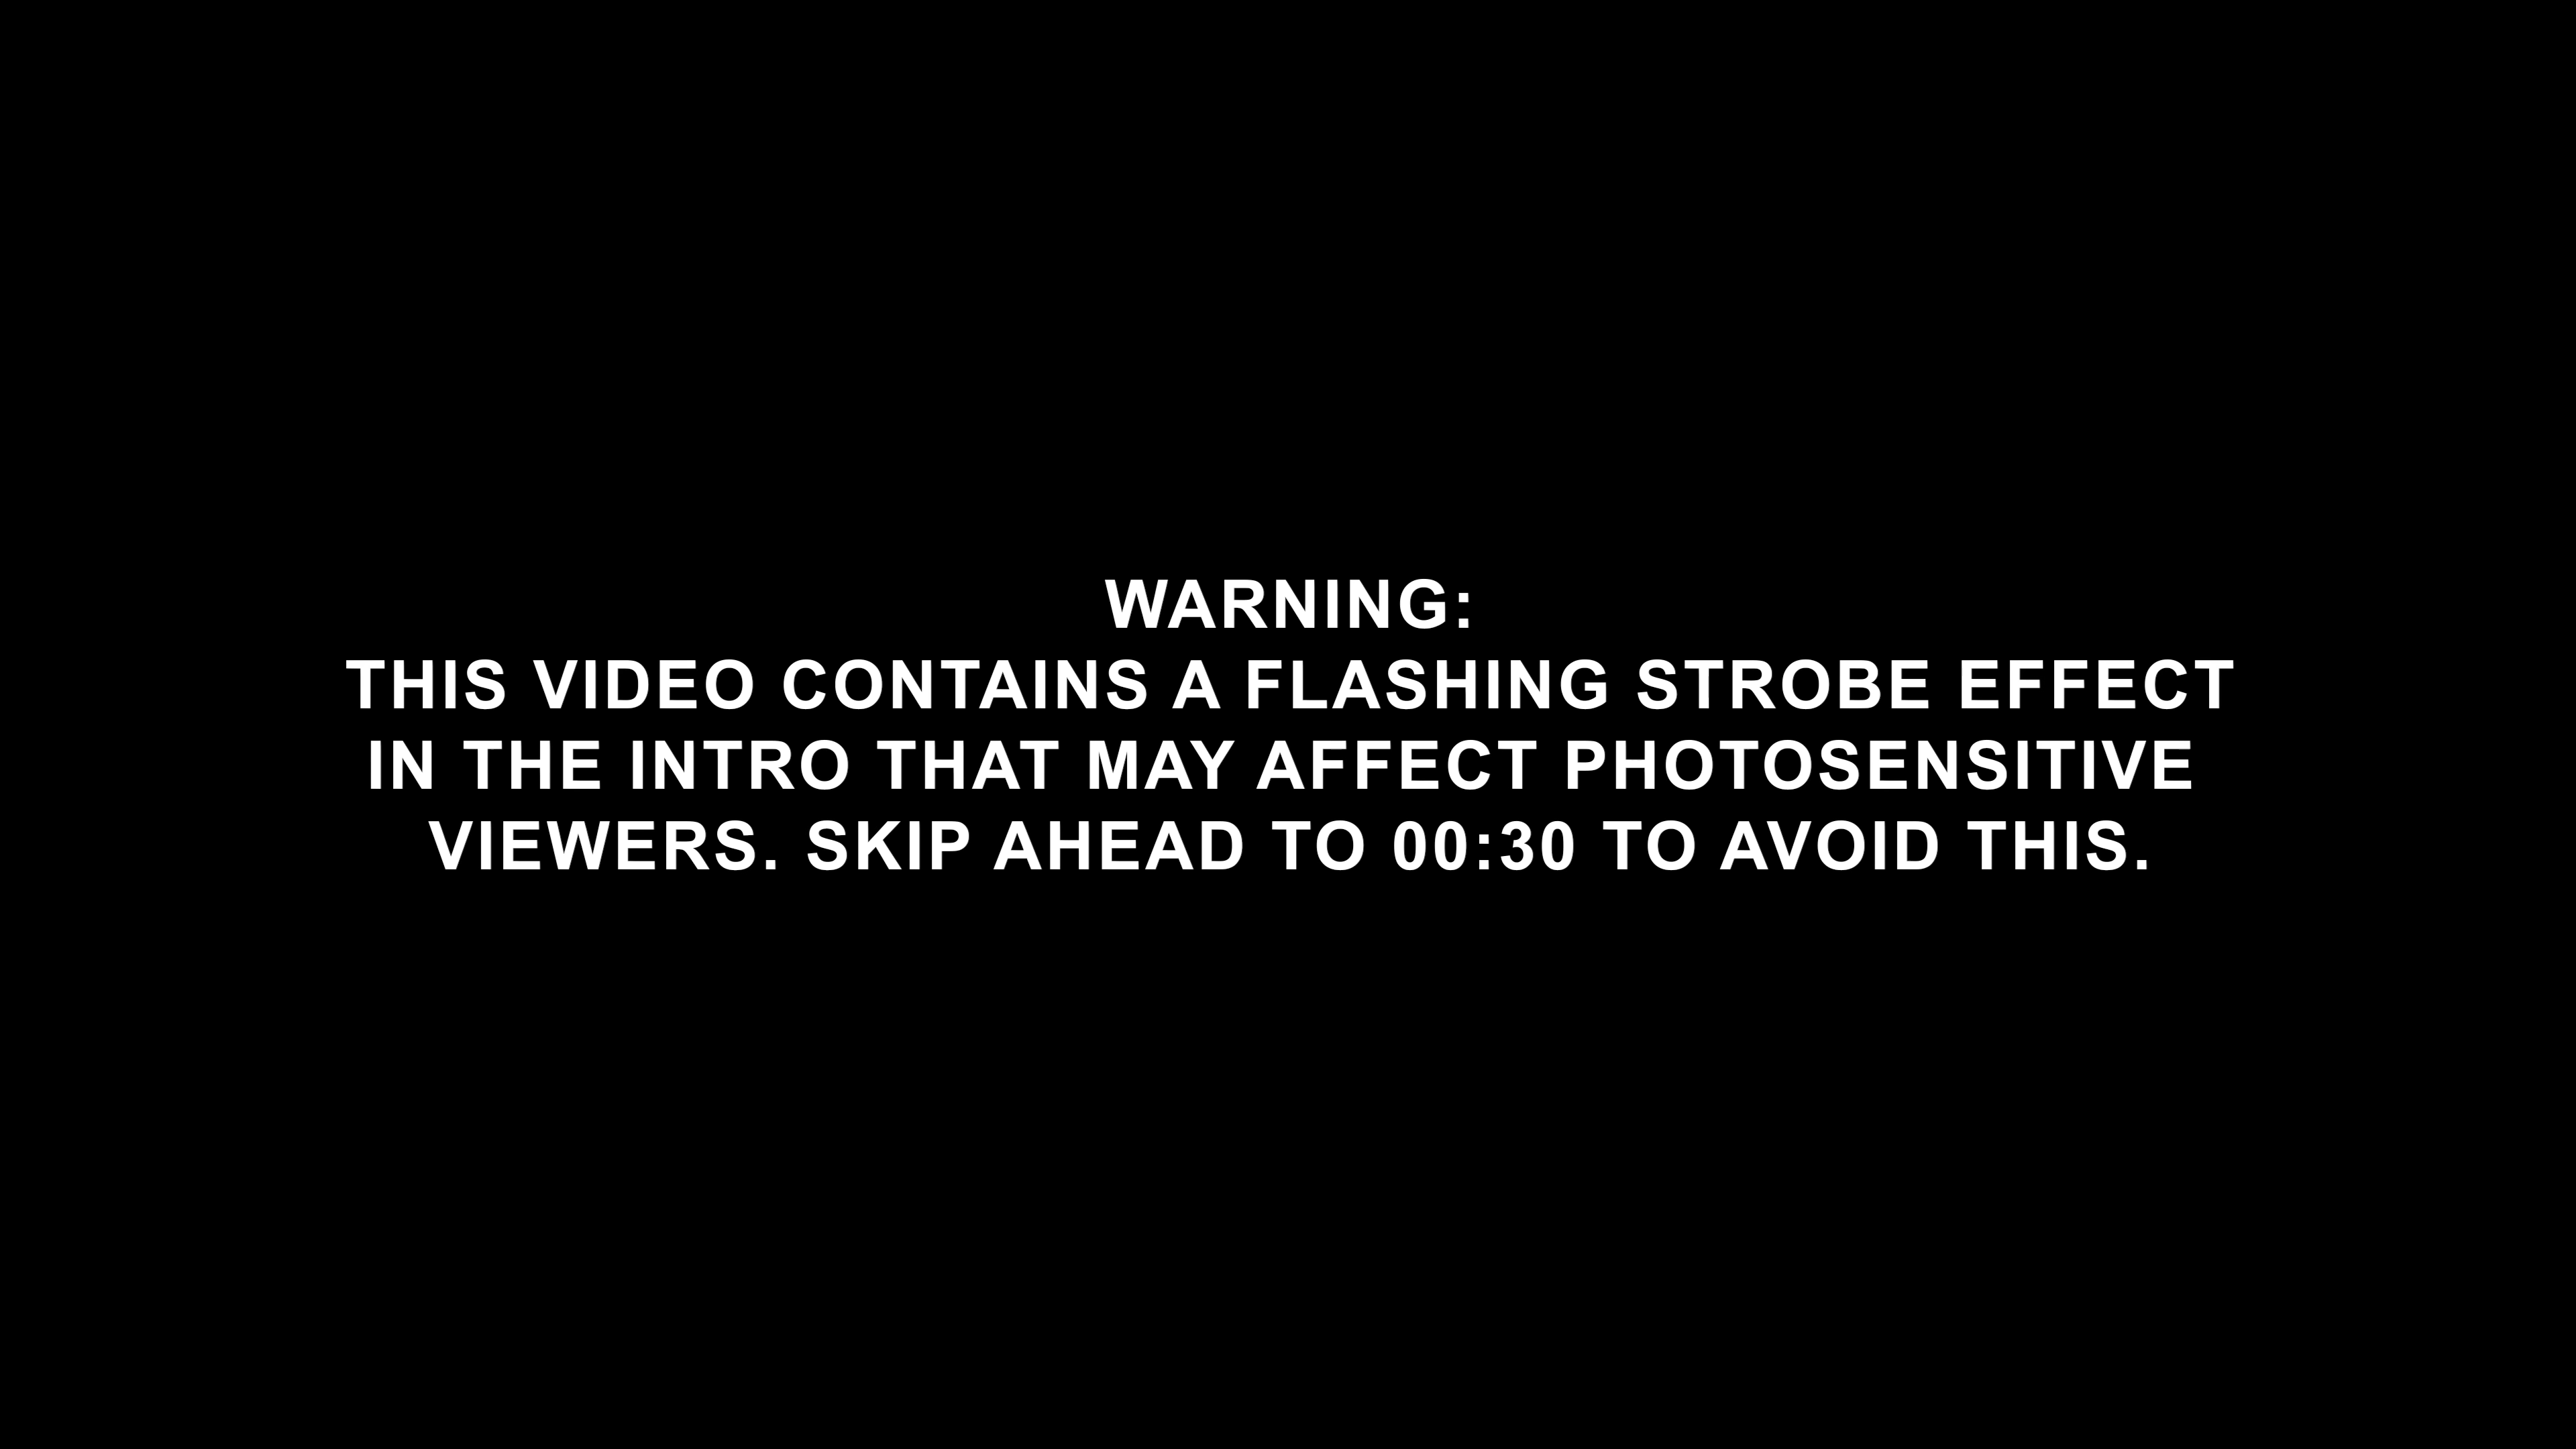 WARNING:
THIS VIDEO CONTAINS A FLASHING STROBE EFFECT
IN THE INTRO THAT MAY AFFECT PHOTOSENSITIVE
VIEWERS. SKIP AHEAD TO 00:30 TO AVOID THIS.